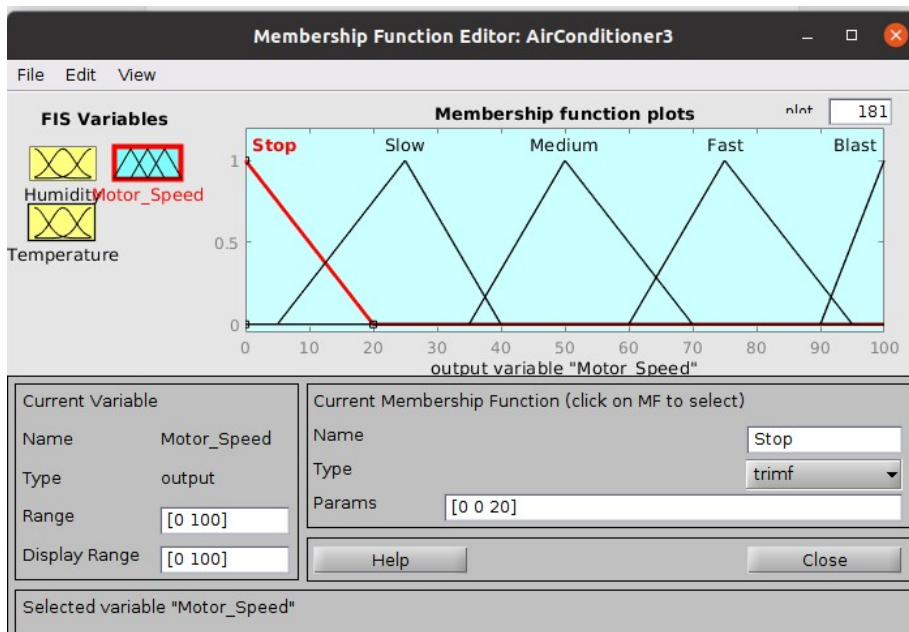 Membership Function Editor: AirConditioner3
File Edit View
FIS Variables
Membership function plots
plot 181
Humidity
Motor_Speed
Temperature
Stop Slow Medium Fast Blast
1
0.5
0
0 10 20 30 40 50 60 70 80 90 100
output variable "Motor_Speed"
Current Variable
Name Motor_Speed
Type output
Range [0 100]
Display Range [0 100]
Current Membership Function (click on MF to select)
Name Stop
Type trimf
Params [0 0 20]
Help Close
Selected variable "Motor_Speed"